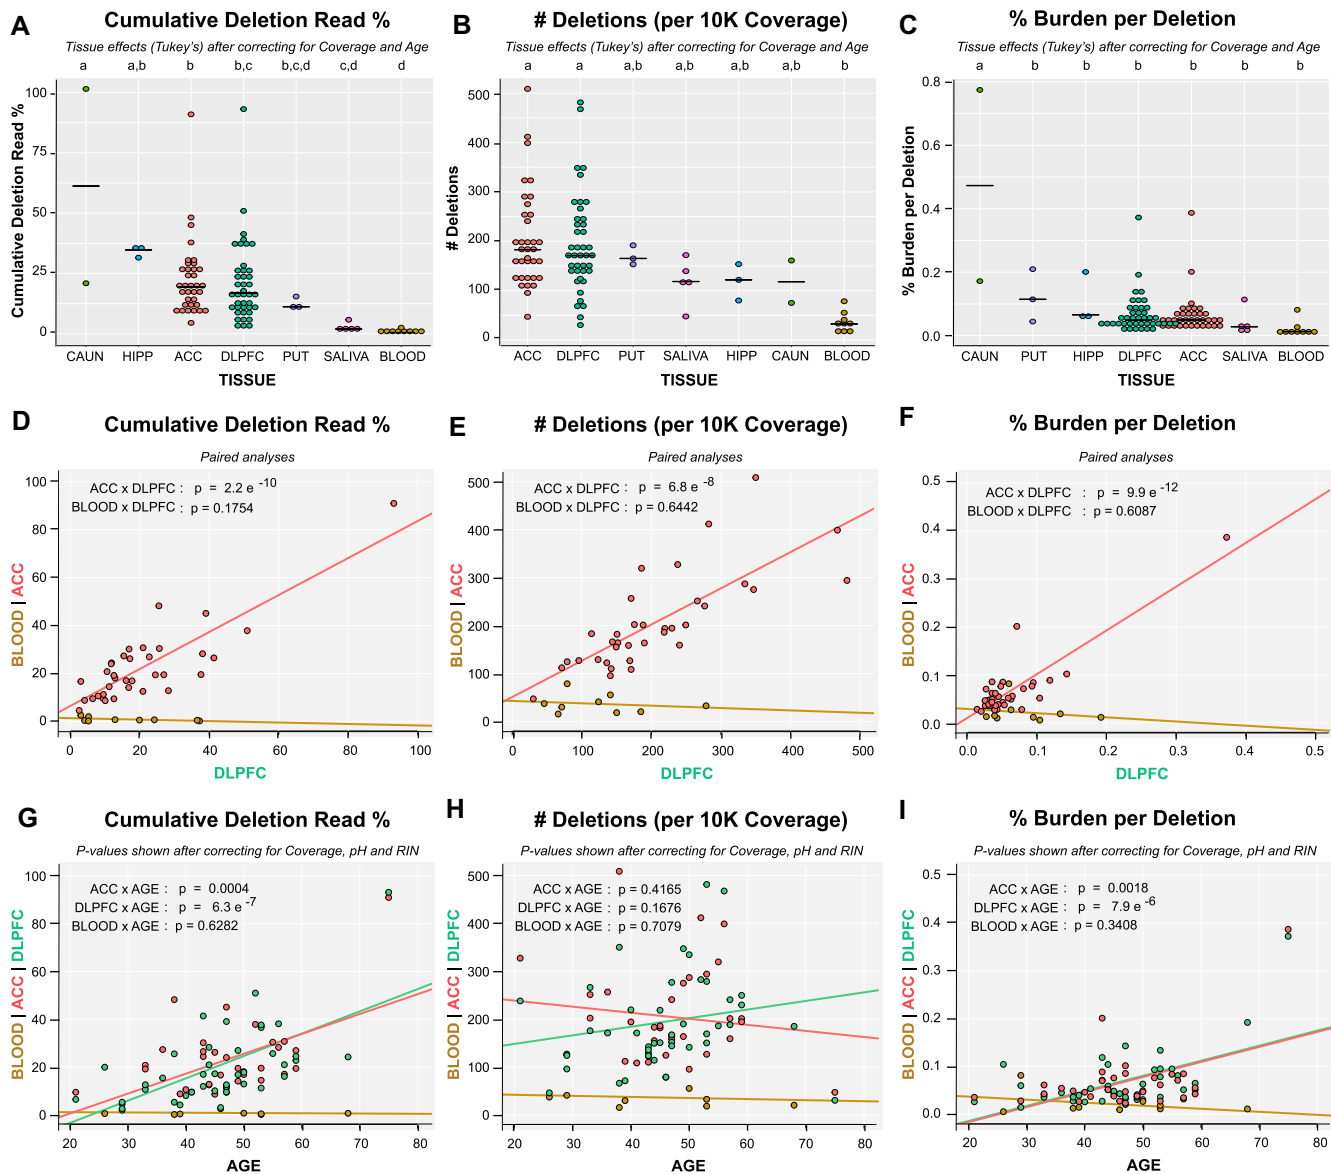 A
Cumulative Deletion Read %
Tissue effects (Tukey's) after correcting for Coverage and Age
a a,b b b,c b,c,d c,d d
Cumulative Deletion Read %
100
75
50
25
0
CAUN HIPP ACC DLPFC PUT SALIVA BLOOD
TISSUE
B
# Deletions (per 10K Coverage)
Tissue effects (Tukey's) after correcting for Coverage and Age
a a a,b a,b a,b a,b b
# Deletions
500
400
300
200
100
0
ACC DLPFC PUT SALIVA HIPP CAUN BLOOD
TISSUE
C
% Burden per Deletion
Tissue effects (Tukey's) after correcting for Coverage and Age
a b b b b b b
% Burden per Deletion
0.8
0.6
0.4
0.2
0.0
CAUN PUT HIPP DLPFC ACC SALIVA BLOOD
TISSUE
D
Cumulative Deletion Read %
Paired analyses
ACC x DLPFC : p = 2.2 e -10
BLOOD x DLPFC : p = 0.1754
BLOOD | ACC
100
80
60
40
20
0
0 20 40 60 80 100
DLPFC
E
# Deletions (per 10K Coverage)
Paired analyses
ACC x DLPFC : p = 6.8 e -8
BLOOD x DLPFC : p = 0.6442
BLOOD | ACC
500
400
300
200
100
0
0 100 200 300 400 500
DLPFC
F
% Burden per Deletion
Paired analyses
ACC x DLPFC : p = 9.9 e -12
BLOOD x DLPFC : p = 0.6087
BLOOD | ACC
0.5
0.4
0.3
0.2
0.1
0.0
0.0 0.1 0.2 0.3 0.4 0.5
DLPFC
G
Cumulative Deletion Read %
P-values shown after correcting for Coverage, pH and RIN
ACC x AGE : p = 0.0004
DLPFC x AGE : p = 6.3 e -7
BLOOD x AGE : p = 0.6282
BLOOD | ACC | DLPFC
100
80
60
40
20
0
20 30 40 50 60 70 80
AGE
H
# Deletions (per 10K Coverage)
P-values shown after correcting for Coverage, pH and RIN
ACC x AGE : p = 0.4165
DLPFC x AGE : p = 0.1676
BLOOD x AGE : p = 0.7079
BLOOD | ACC | DLPFC
500
400
300
200
100
0
20 30 40 50 60 70 80
AGE
I
% Burden per Deletion
P-values shown after correcting for Coverage, pH and RIN
ACC x AGE : p = 0.0018
DLPFC x AGE : p = 7.9 e -6
BLOOD x AGE : p = 0.3408
BLOOD | ACC | DLPFC
0.5
0.4
0.3
0.2
0.1
0.0
20 30 40 50 60 70 80
AGE